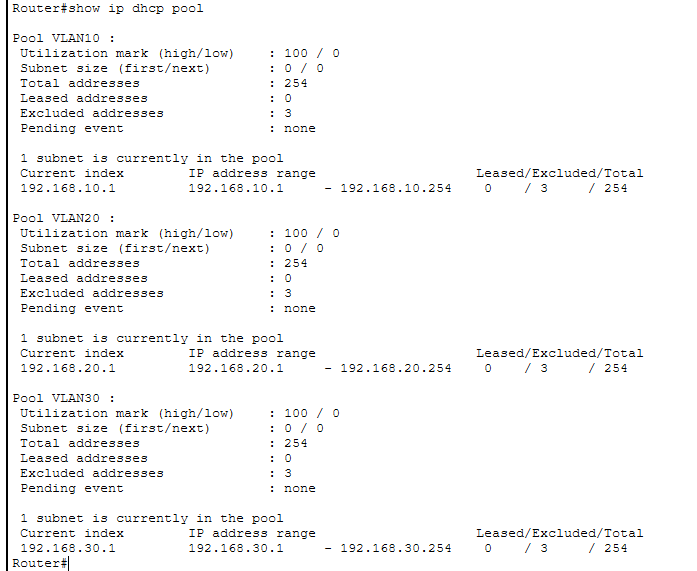 Router#show ip dhcp pool
Pool VLAN10 :
Utilization mark (high/low) : 100 / 0
Subnet size (first/next) : 0 / 0
Total addresses : 254
Leased addresses : 0
Excluded addresses : 3
Pending event : none
1 subnet is currently in the pool
Current index IP address range Leased/Excluded/Total
192.168.10.1 192.168.10.1 - 192.168.10.254 0 / 3 / 254
Pool VLAN20 :
Utilization mark (high/low) : 100 / 0
Subnet size (first/next) : 0 / 0
Total addresses : 254
Leased addresses : 0
Excluded addresses : 3
Pending event : none
1 subnet is currently in the pool
Current index IP address range Leased/Excluded/Total
192.168.20.1 192.168.20.1 - 192.168.20.254 0 / 3 / 254
Pool VLAN30 :
Utilization mark (high/low) : 100 / 0
Subnet size (first/next) : 0 / 0
Total addresses : 254
Leased addresses : 0
Excluded addresses : 3
Pending event : none
1 subnet is currently in the pool
Current index IP address range Leased/Excluded/Total
192.168.30.1 192.168.30.1 - 192.168.30.254 0 / 3 / 254
Router#